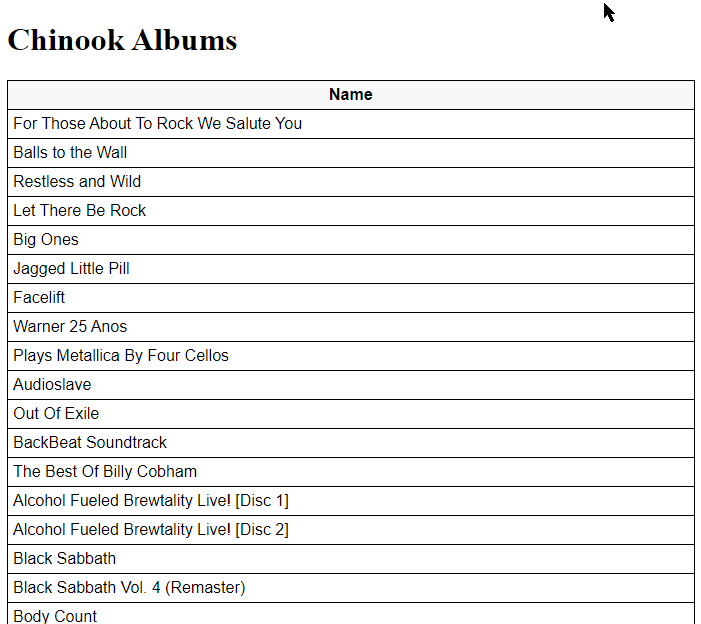 Chinook Albums
Name
For Those About To Rock We Salute You
Balls to the Wall
Restless and Wild
Let There Be Rock
Big Ones
Jagged Little Pill
Facelift
Warner 25 Anos
Plays Metallica By Four Cellos
Audioslave
Out Of Exile
BackBeat Soundtrack
The Best Of Billy Cobham
Alcohol Fueled Brewtality Live! [Disc 1]
Alcohol Fueled Brewtality Live! [Disc 2]
Black Sabbath
Black Sabbath Vol. 4 (Remaster)
Body Count